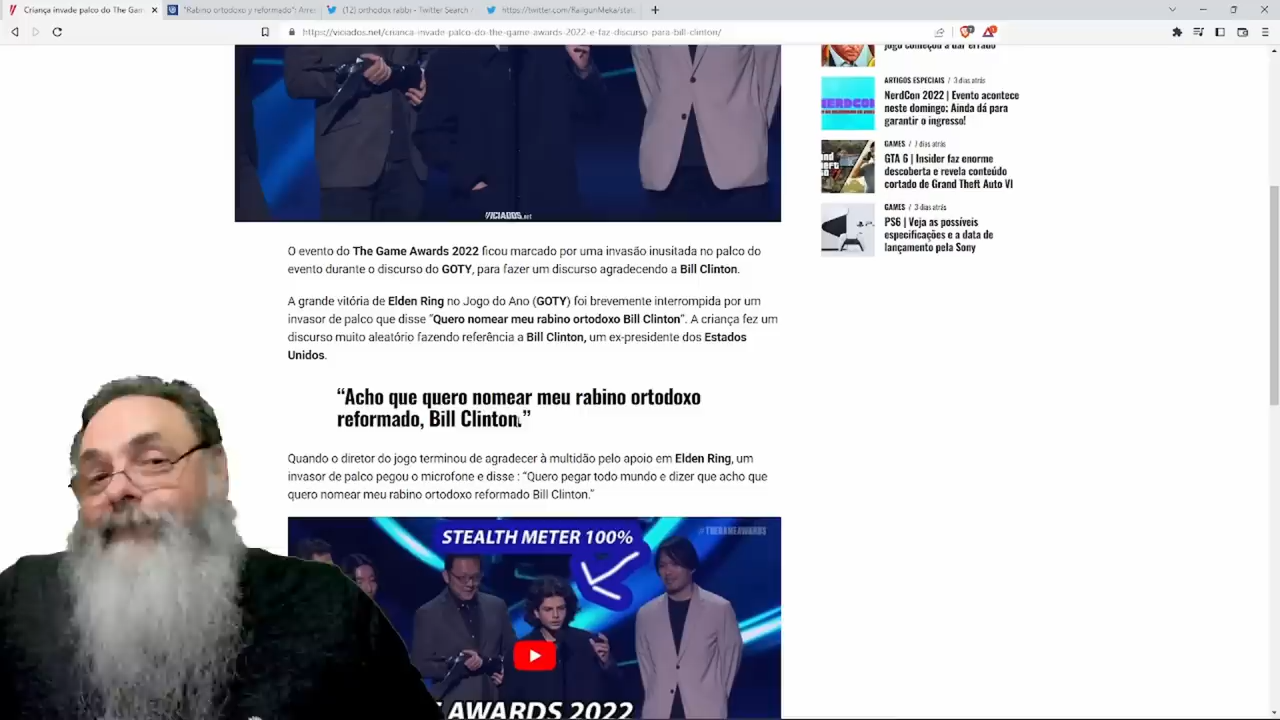 Criança invade palco do The Gam
"Rabino ortodoxo y reformado": Arres
(12) orthodox rabbi - Twitter Search
https://twitter.com/RailgunMeka/stat
https://viciados.net/crianca-invade-palco-do-the-game-awards-2022-e-faz-discurso-para-bill-clinton/
jogo começou a dar errado
ARTIGOS ESPECIAIS / 3 dias atrás
NerdCon 2022 | Evento acontece
neste domingo; Ainda dá para
garantir o ingresso!
GAMES / 7 dias atrás
GTA 6 | Insider faz enorme
descoberta e revela conteúdo
cortado de Grand Theft Auto VI
GAMES / 3 dias atrás
PS6 | Veja as possíveis
especificações e a data de
lançamento pela Sony
VICIADOS.net
O evento do The Game Awards 2022 ficou marcado por uma invasão inusitada no palco do
evento durante o discurso do GOTY, para fazer um discurso agradecendo a Bill Clinton.
A grande vitória de Elden Ring no Jogo do Ano (GOTY) foi brevemente interrompida por um
invasor de palco que disse "Quero nomear meu rabino ortodoxo Bill Clinton". A criança fez um
discurso muito aleatório fazendo referência a Bill Clinton, um ex-presidente dos Estados
Unidos.
“Acho que quero nomear meu rabino ortodoxo
reformado, Bill Clinton.”
Quando o diretor do jogo terminou de agradecer à multidão pelo apoio em Elden Ring, um
invasor de palco pegou o microfone e disse : “Quero pegar todo mundo e dizer que acho que
quero nomear meu rabino ortodoxo reformado Bill Clinton.”
STEALTH METER 100%
#THEGAMEAWARDS
AWARDS 2022